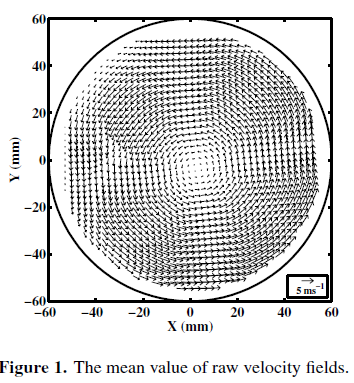 60
40
20
0
−20
−40
−60
Y (mm)
−60 −40 −20 0 20 40 60
X (mm)
5 ms⁻¹
Figure 1. The mean value of raw velocity fields.